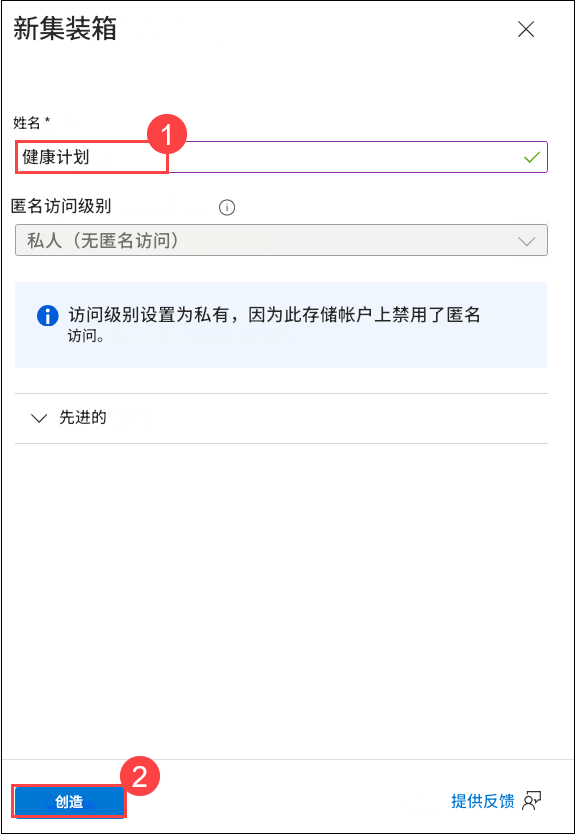 新集装箱
姓名 *
1
健康计划
匿名访问级别
私人（无匿名访问）
访问级别设置为私有，因为此存储帐户上禁用了匿名
访问。
先进的
2
创造
提供反馈